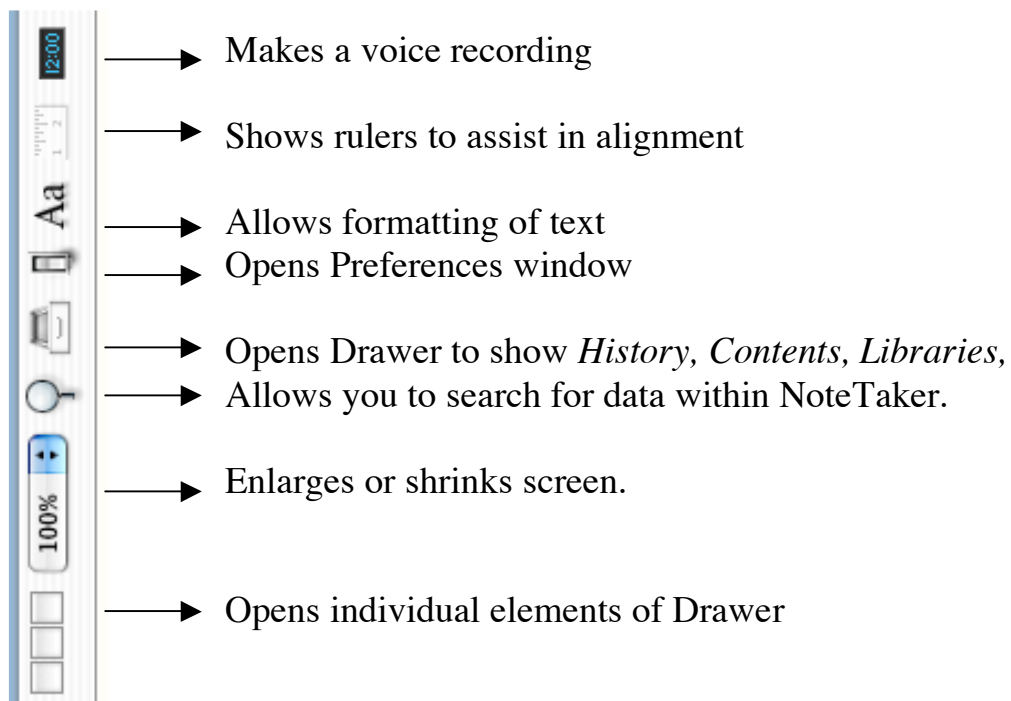 12:00
Makes a voice recording
1 2
Shows rulers to assist in alignment
Aa
Allows formatting of text
Opens Preferences window
Opens Drawer to show History, Contents, Libraries,
Allows you to search for data within NoteTaker.
100%
Enlarges or shrinks screen.
Opens individual elements of Drawer